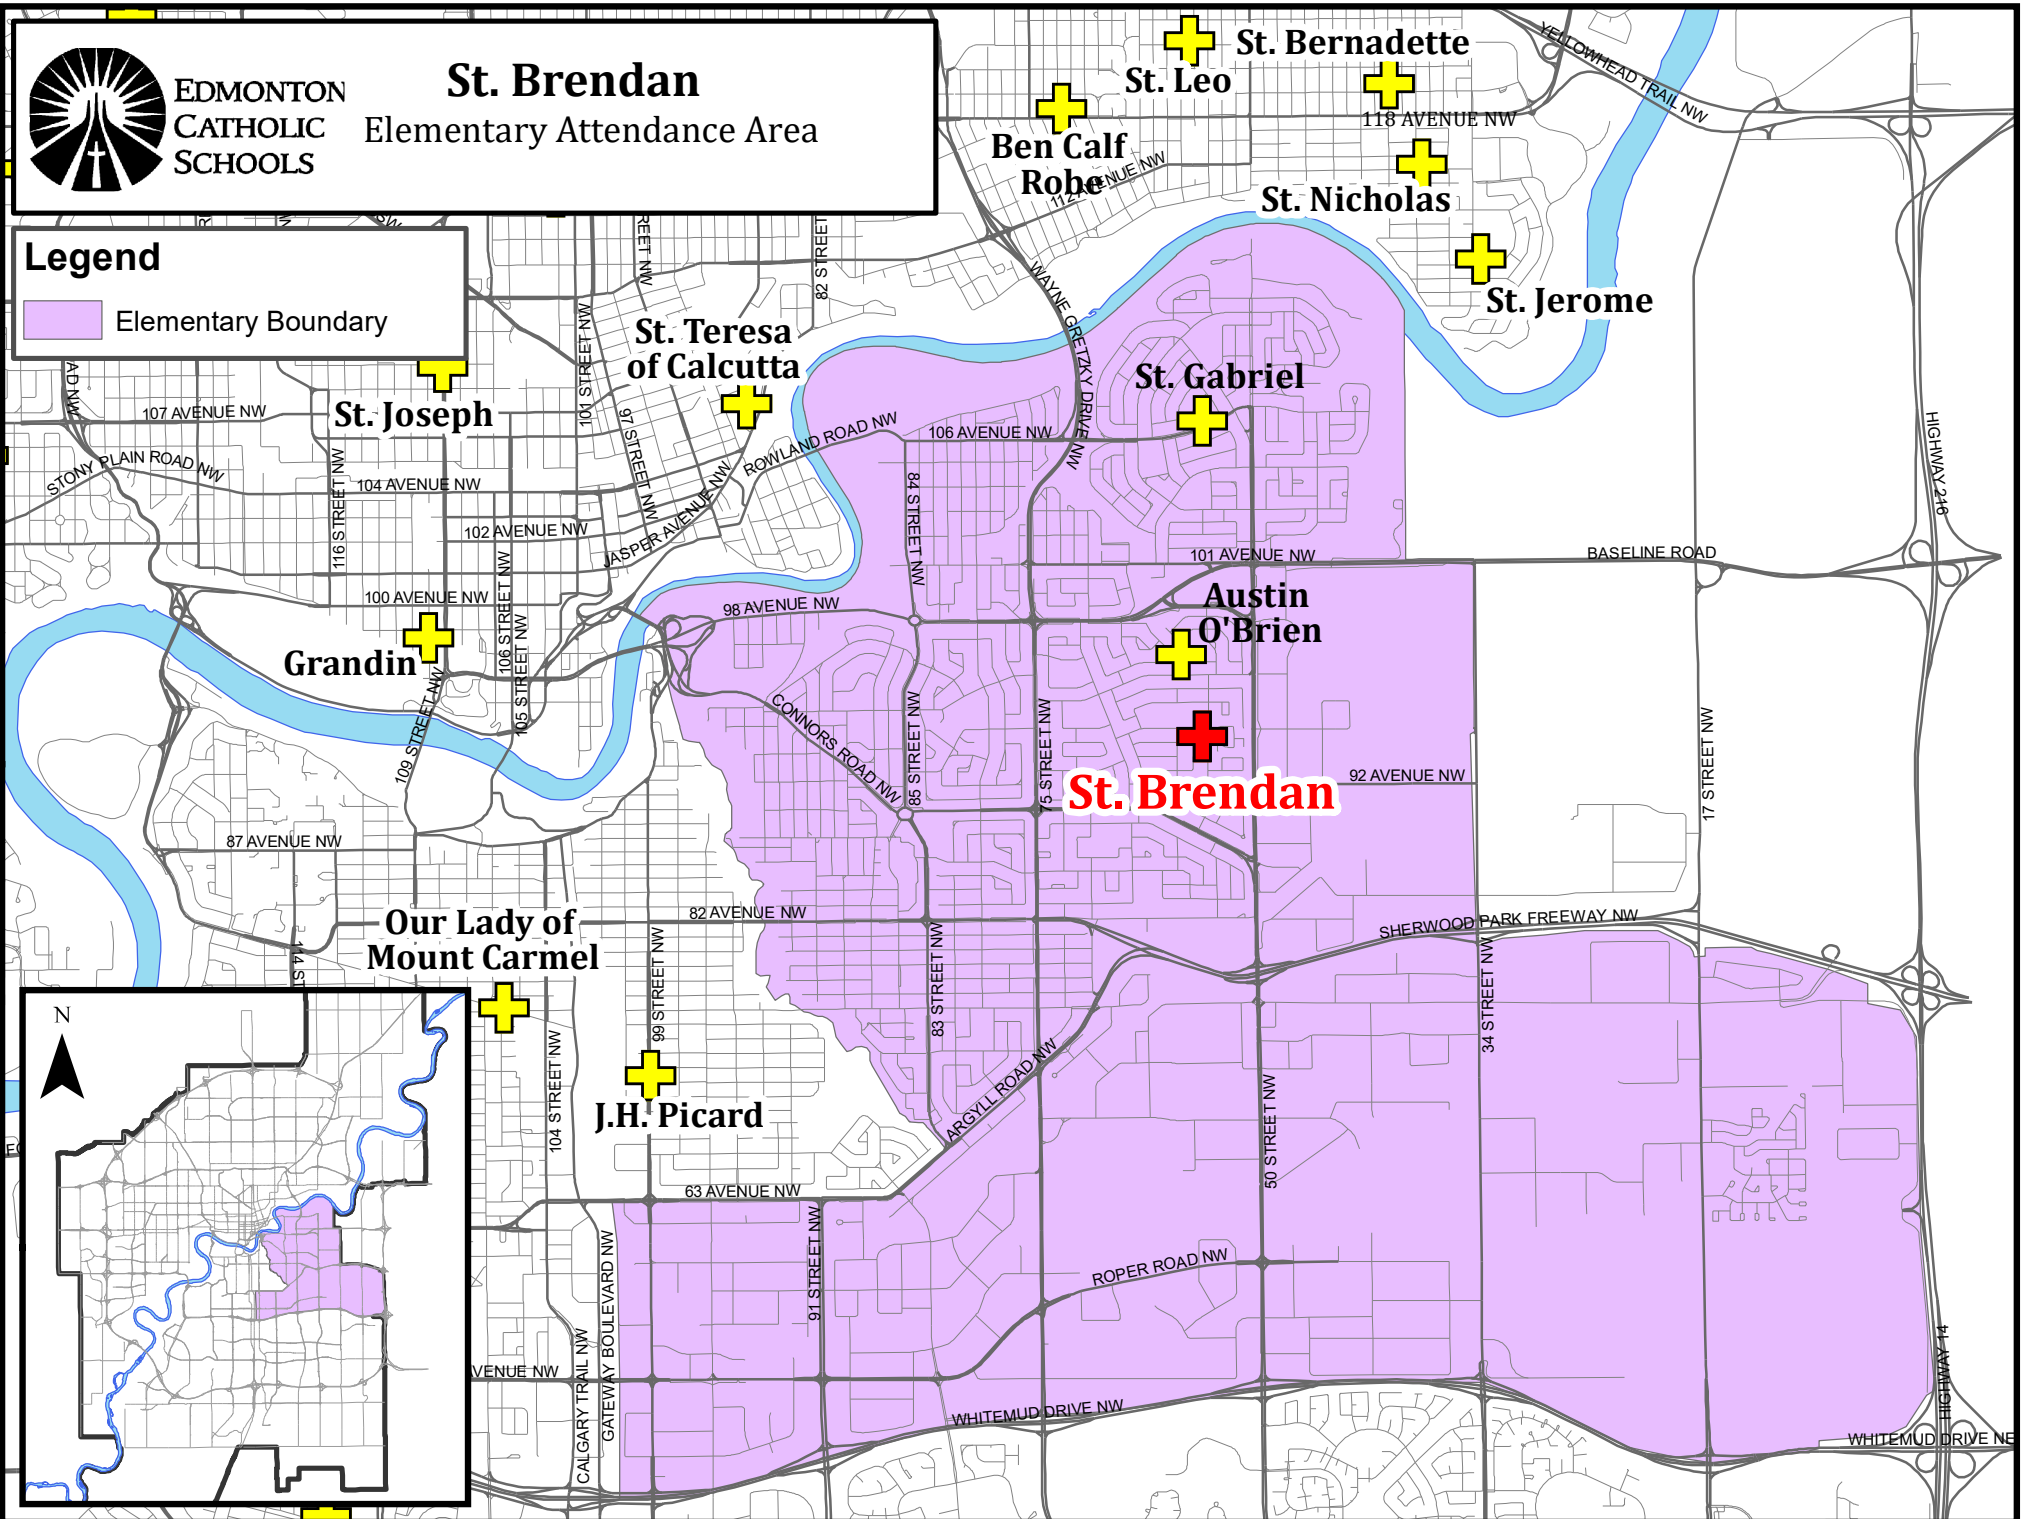 EDMONTON
CATHOLIC
SCHOOLS
St. Brendan
Elementary Attendance Area
Legend
Elementary Boundary
St. Bernadette
St. Leo
Ben Calf
Robe
118 AVENUE NW
112 AVENUE NW
YELLOWHEAD TRAIL NW
St. Nicholas
St. Jerome
82 STREET
WAYNE GRETZKY DRIVE NW
St. Teresa
of Calcutta
101 STREET NW
St. Joseph
107 AVENUE NW
97 STREET NW
ROWLAND ROAD NW
106 AVENUE NW
St. Gabriel
HIGHWAY 216
STONY PLAIN ROAD NW
104 AVENUE NW
116 STREET NW
102 AVENUE NW
JASPER AVENUE NW
84 STREET NW
101 AVENUE NW
BASELINE ROAD
100 AVENUE NW
106 STREET NW
105 STREET NW
98 AVENUE NW
Austin
O'Brien
Grandin
109 STREET NW
CONNORS ROAD NW
85 STREET NW
75 STREET NW
St. Brendan
92 AVENUE NW
17 STREET NW
87 AVENUE NW
Our Lady of
Mount Carmel
82 AVENUE NW
SHERWOOD PARK FREEWAY NW
114 ST
99 STREET NW
83 STREET NW
34 STREET NW
N
104 STREET NW
J.H. Picard
ARGYLL ROAD NW
50 STREET NW
63 AVENUE NW
91 STREET NW
ROPER ROAD NW
GATEWAY BOULEVARD NW
CALGARY TRAIL NW
VENUE NW
WHITEMUD DRIVE NW
HIGHWAY 14
WHITEMUD DRIVE NE